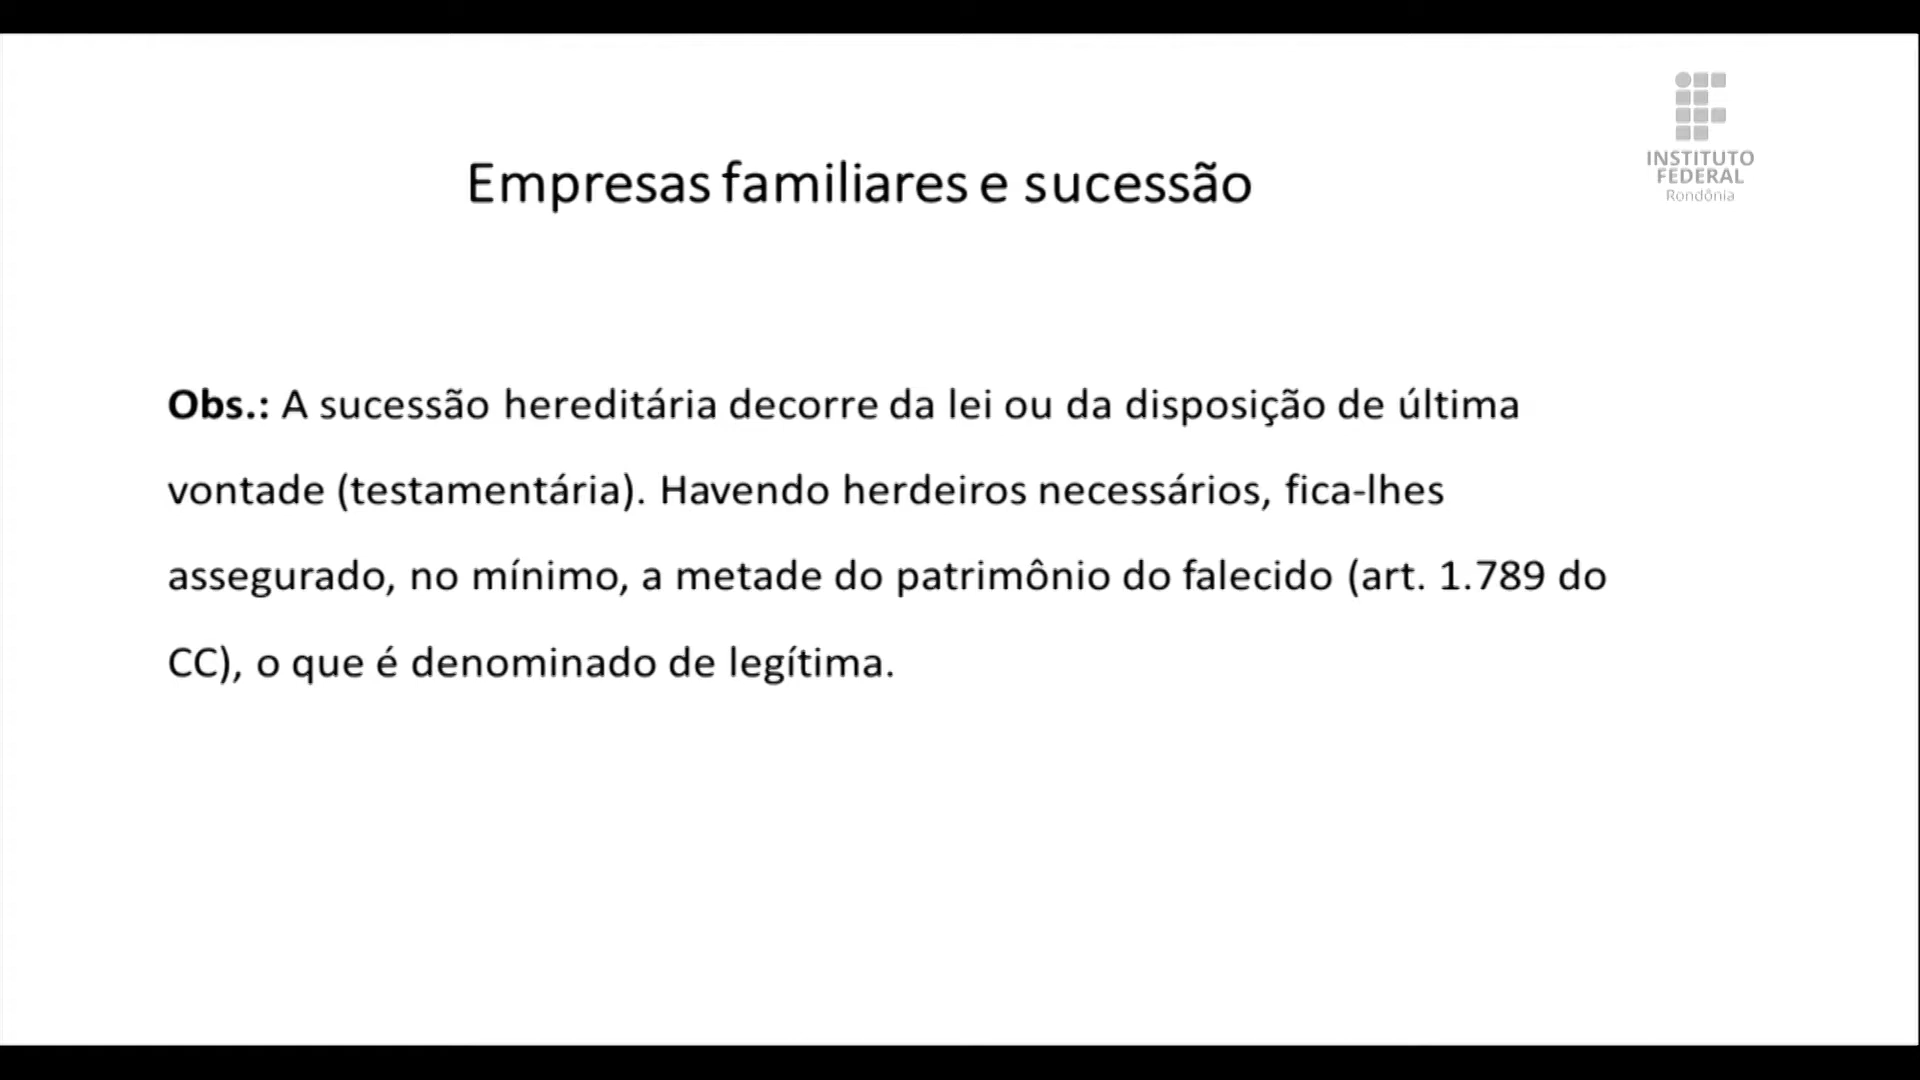 INSTITUTO
FEDERAL
Rondônia
Empresas familiares e sucessão
Obs.: A sucessão hereditária decorre da lei ou da disposição de última
vontade (testamentária). Havendo herdeiros necessários, fica-lhes
assegurado, no mínimo, a metade do patrimônio do falecido (art. 1.789 do
CC), o que é denominado de legítima.